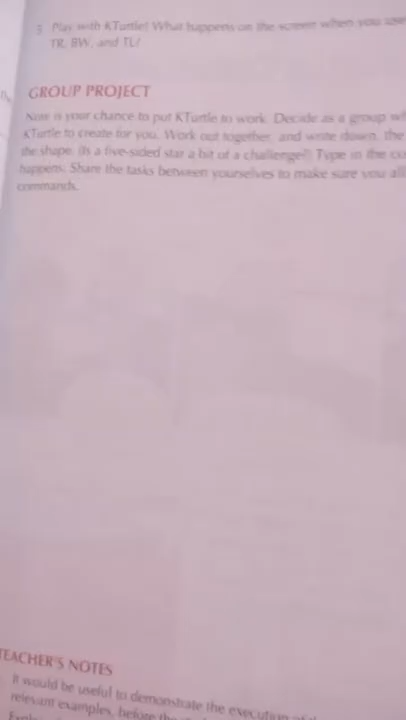 5 Play with KTurtle! What happens on the screen when you use
TR, BW, and TL?
GROUP PROJECT
Now is your chance to put KTurtle to work. Decide as a group
KTurtle to create for you. Work out together, and write down, the
the shape. (Is a five-sided star a bit of a challenge?) Type in the
happens. Share the tasks between yourselves to make sure you all
commands.
TEACHER'S NOTES
It would be useful to demonstrate the execution of
relevant examples, before the